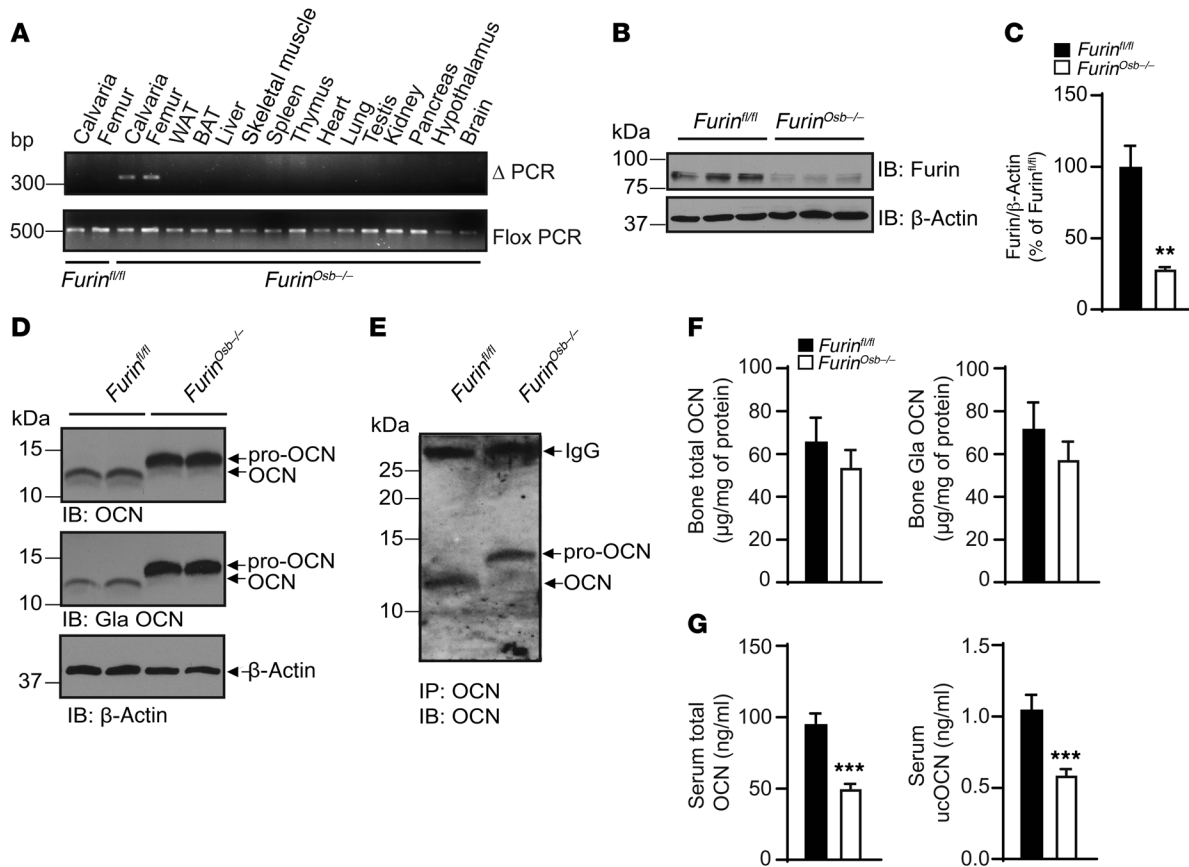 A
Calvaria
Femur
Calvaria
Femur
WAT
BAT
Liver
Skeletal muscle
Spleen
Thymus
Heart
Lung
Testis
Kidney
Pancreas
Hypothalamus
Brain
bp
300
Δ PCR
500
Flox PCR
Furinfl/fl
FurinOsb–/–
B
Furinfl/fl FurinOsb–/–
kDa
100
75
IB: Furin
37
IB: β-Actin
C
Furinfl/fl
FurinOsb–/–
Furin/β-Actin
(% of Furinfl/fl)
150
100
50
0
**
D
Furinfl/fl
FurinOsb–/–
kDa
15
10
pro-OCN
OCN
IB: OCN
15
10
pro-OCN
OCN
IB: Gla OCN
37
β-Actin
IB: β-Actin
E
Furinfl/fl
FurinOsb–/–
kDa
25
20
15
10
IgG
pro-OCN
OCN
IP: OCN
IB: OCN
F
Furinfl/fl
FurinOsb–/–
Bone total OCN
(µg/mg of protein)
100
80
60
40
20
0
Bone Gla OCN
(µg/mg of protein)
100
80
60
40
20
0
G
Serum total
OCN (ng/ml)
150
100
50
0
***
Serum
ucOCN (ng/ml)
1.5
1.0
0.5
0.0
***